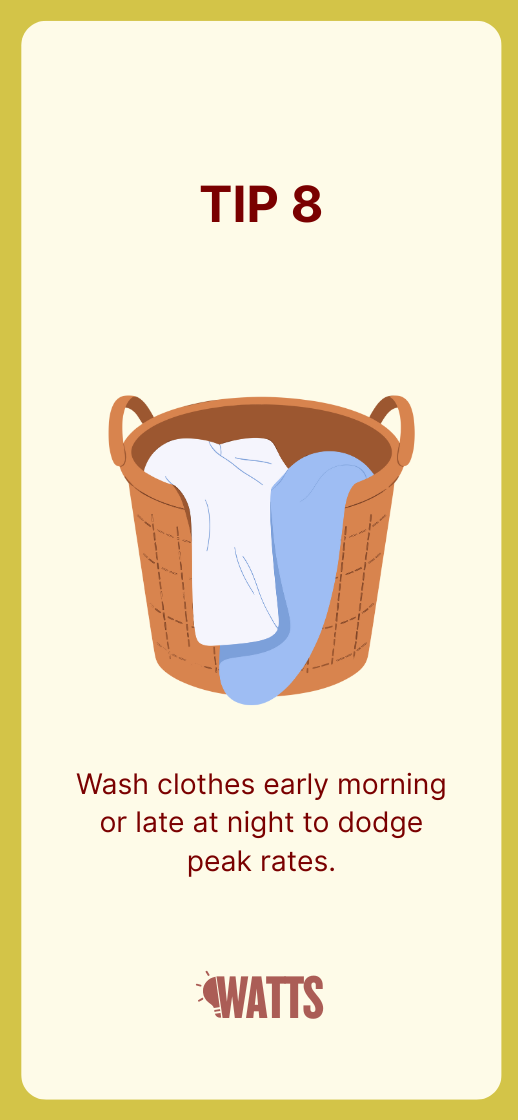 TIP 8
Wash clothes early morning
or late at night to dodge
peak rates.
WATTS